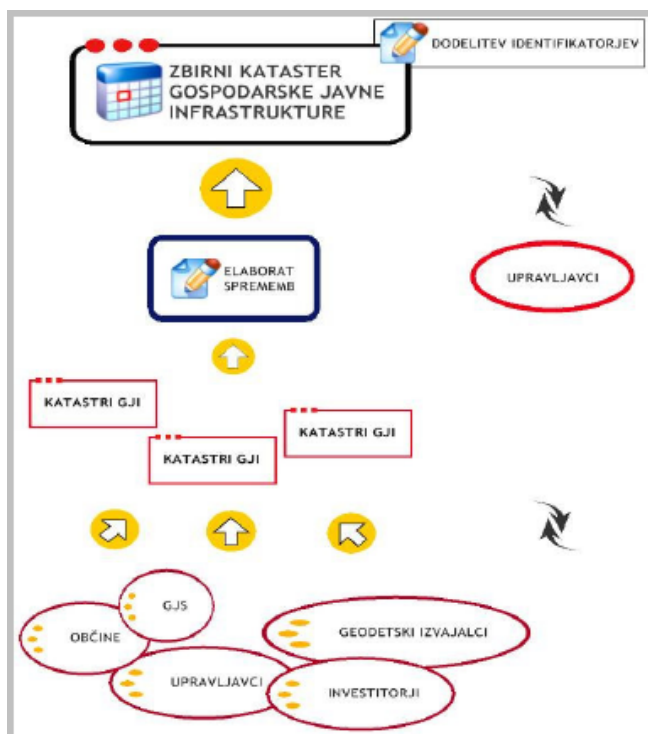 DODELITEV IDENTIFIKATORJEV
ZBIRNI KATASTER
GOSPODARSKE JAVNE
INFRASTRUKTURE
ELABORAT
SPREMEMB
UPRAVLJAVCI
KATASTRI GJI
KATASTRI GJI
KATASTRI GJI
GJS
OBČINE
GEODETSKI IZVAJALCI
UPRAVLJAVCI
INVESTITORJI